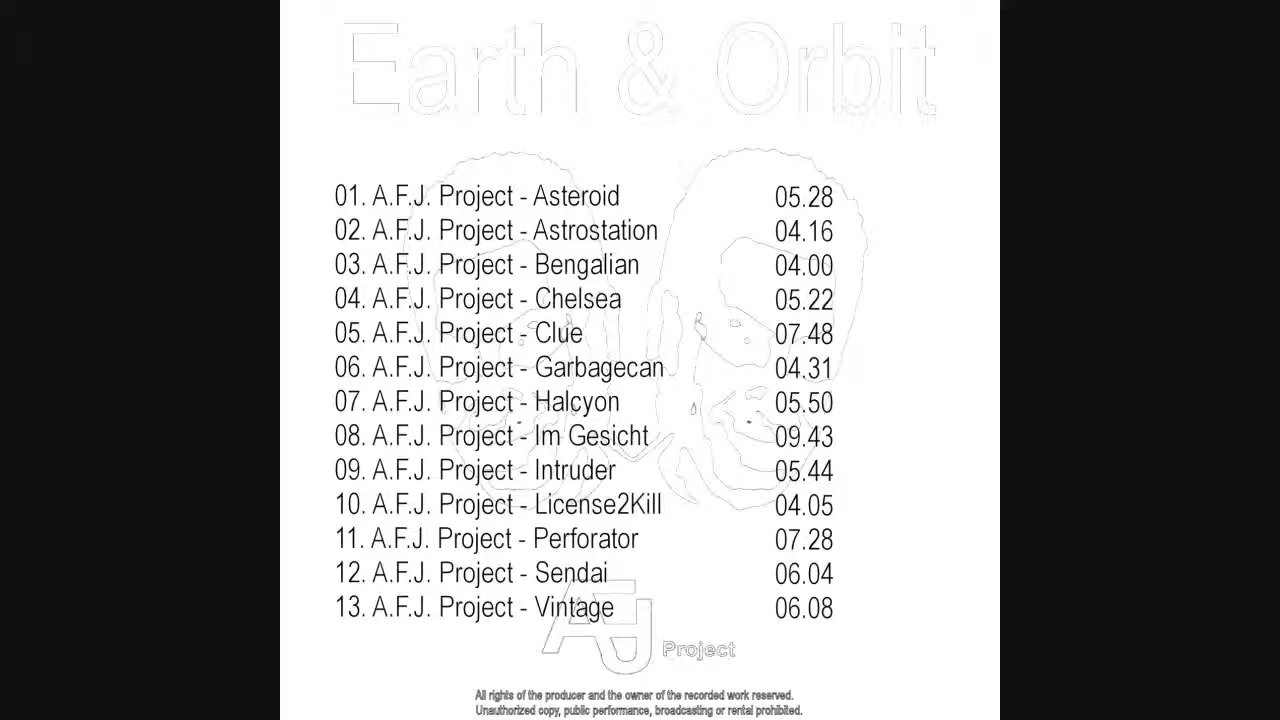 Earth & Orbit
01. A.F.J. Project - Asteroid 05.28
02. A.F.J. Project - Astrostation 04.16
03. A.F.J. Project - Bengalian 04.00
04. A.F.J. Project - Chelsea 05.22
05. A.F.J. Project - Clue 07.48
06. A.F.J. Project - Garbagecan 04.31
07. A.F.J. Project - Halcyon 05.50
08. A.F.J. Project - Im Gesicht 09.43
09. A.F.J. Project - Intruder 05.44
10. A.F.J. Project - License2Kill 04.05
11. A.F.J. Project - Perforator 07.28
12. A.F.J. Project - Sendai 06.04
13. A.F.J. Project - Vintage 06.08
AFJ Project
All rights of the producer and the owner of the recorded work reserved.
Unauthorized copy, public performance, broadcasting or rental prohibited.